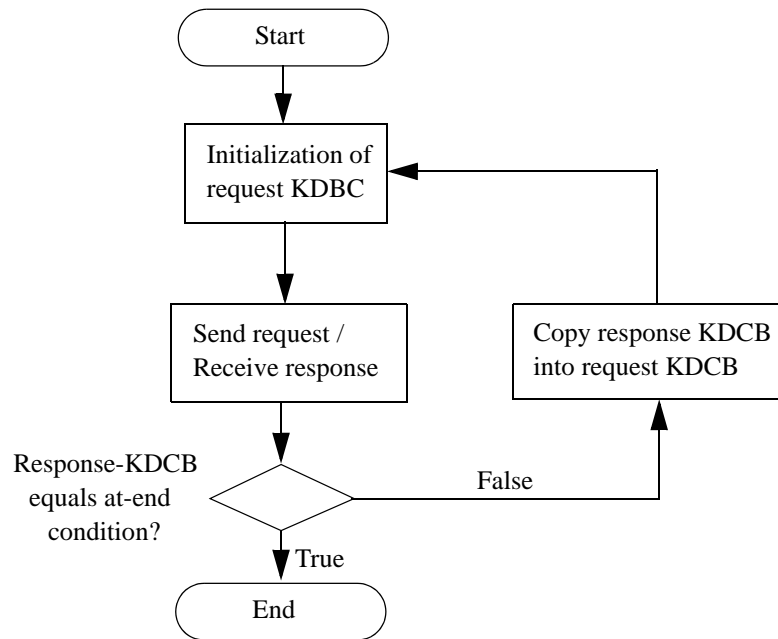 Start
Initialization of
request KDBC
Send request /
Receive response
Copy response KDCB
into request KDCB
Response-KDCB
equals at-end
condition?
False
True
End